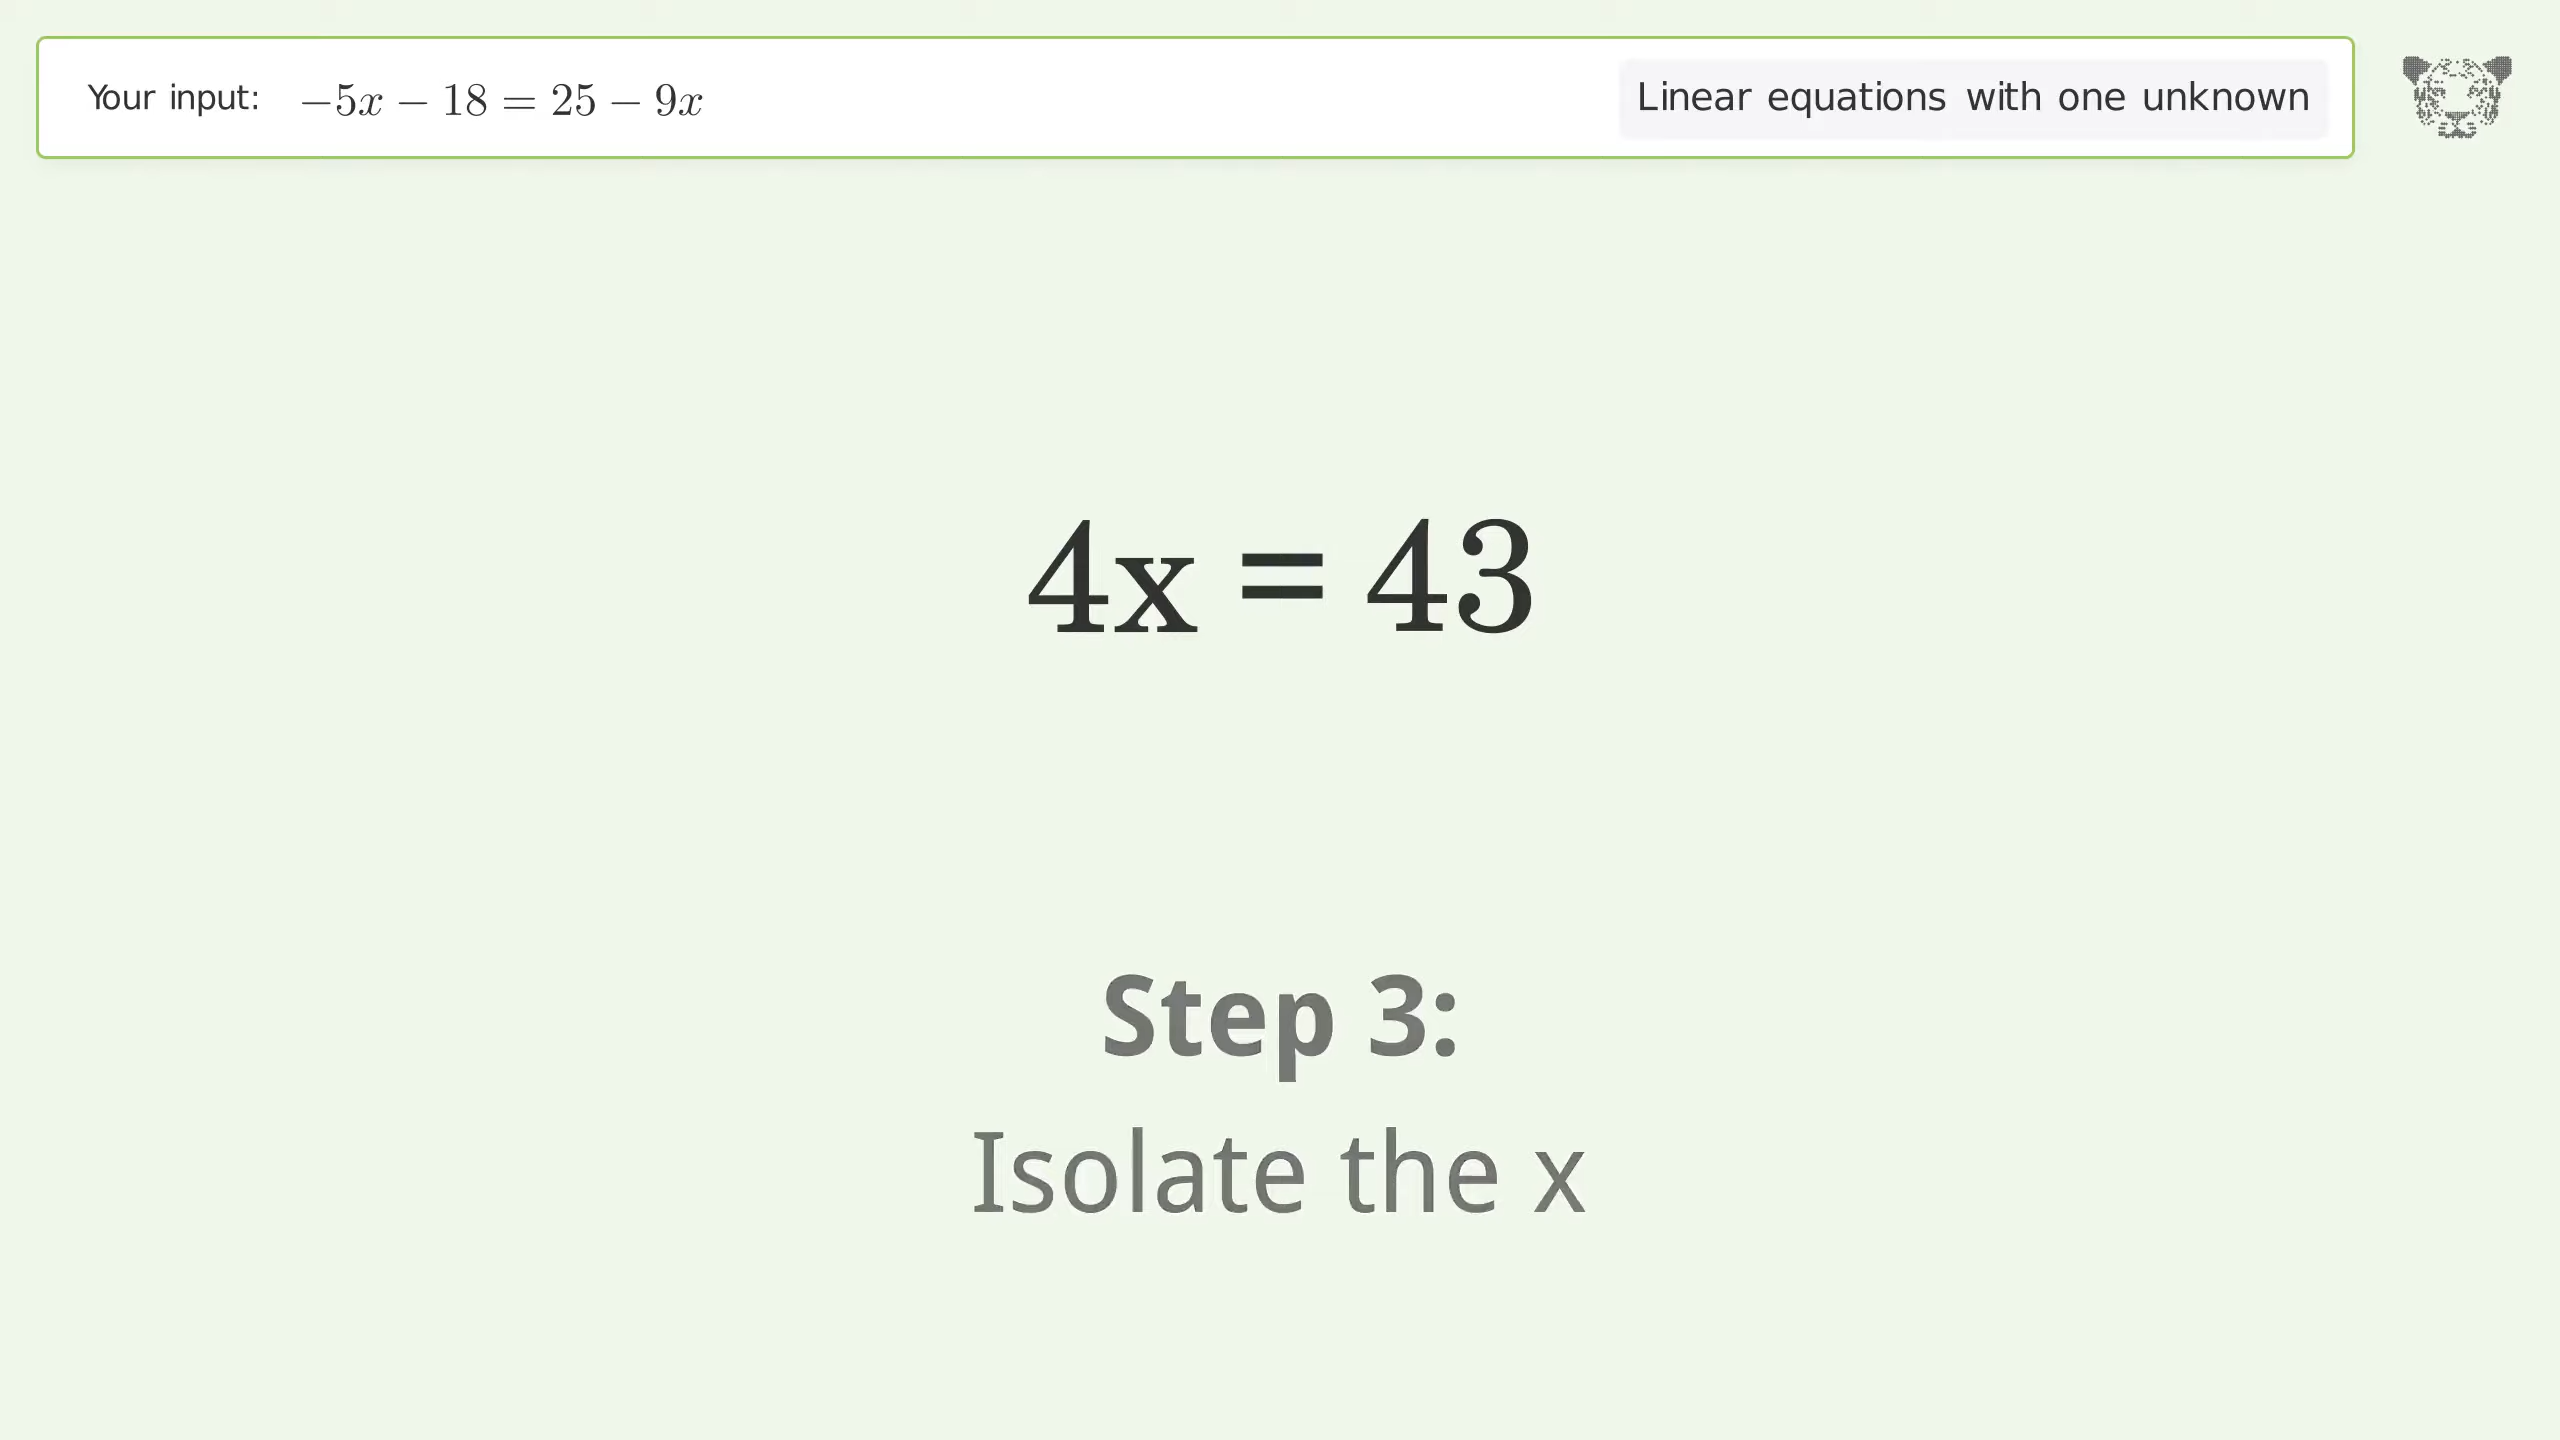 Your input: −5x − 18 = 25 − 9x
Linear equations with one unknown
4x = 43
Step 3:
Isolate the x